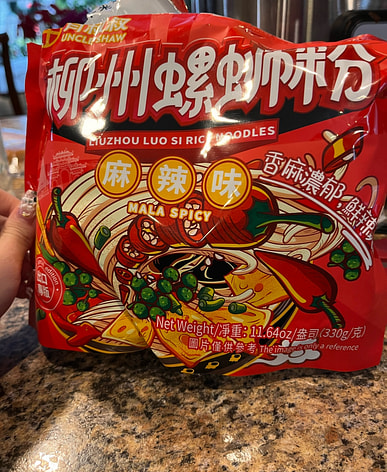 UNCLE SHAW
柳州螺螄粉
LIUZHOU LUO SI RICE NOODLES
麻辣味
MALA SPICY
香麻濃郁,鮮辣
Net Weight/淨重: 11.64oz/盎司(330g/克)
圖片僅供參考 The image is only a reference